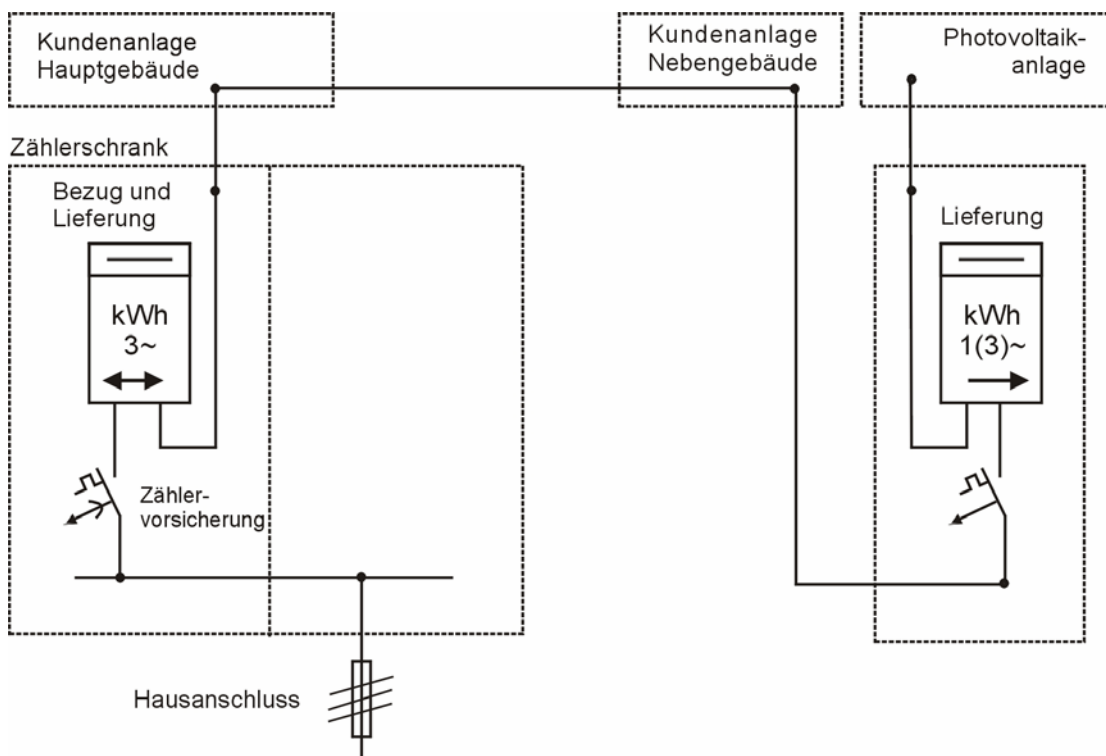 Kundenanlage
Hauptgebäude
Kundenanlage
Nebengebäude
Photovoltaik-
anlage
Zählerschrank
Bezug und
Lieferung
kWh
3~
Zähler-
vorsicherung
Lieferung
kWh
1(3)~
Hausanschluss